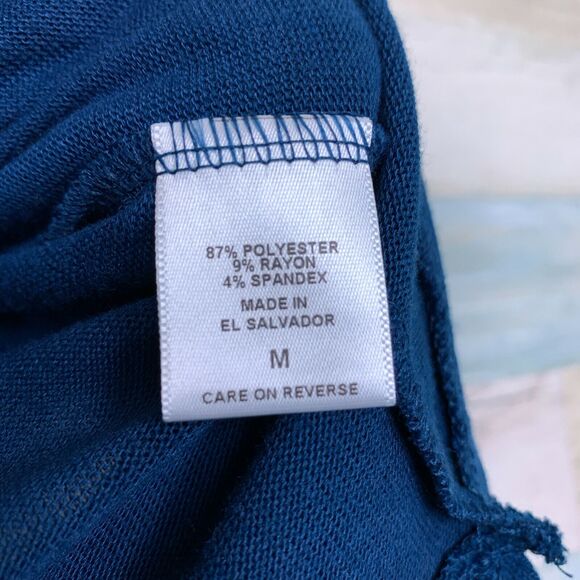 87% POLYESTER
9% RAYON
4% SPANDEX
MADE IN
EL SALVADOR
M
CARE ON REVERSE